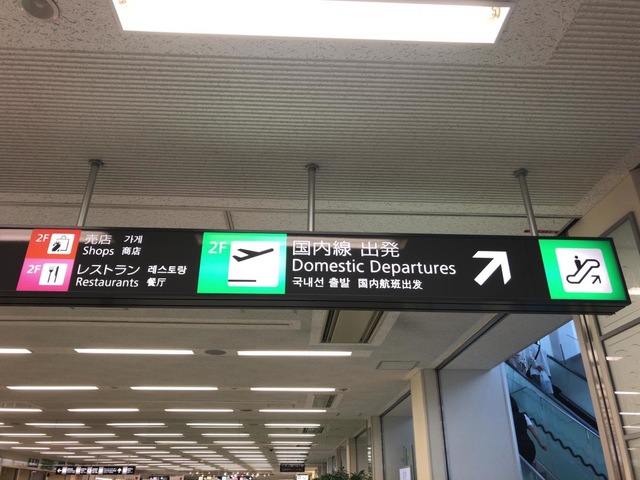 2F
売店 가게
Shops 商店
2F
レストラン 레스토랑
Restaurants 餐厅
2F
国内線 出発
Domestic Departures
국내선 출발 国内航班出发